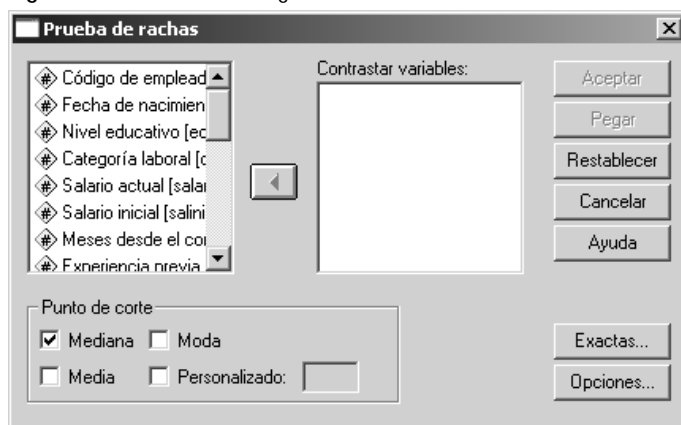 Prueba de rachas
Código de emplead
Fecha de nacimien
Nivel educativo [ec
Categoría laboral [c
Salario actual [salar
Salario inicial [salini
Meses desde el co
Experiencia previa
Contrastar variables:
Aceptar
Pegar
Restablecer
Cancelar
Ayuda
Punto de corte
Mediana Moda
Media Personalizado:
Exactas...
Opciones...